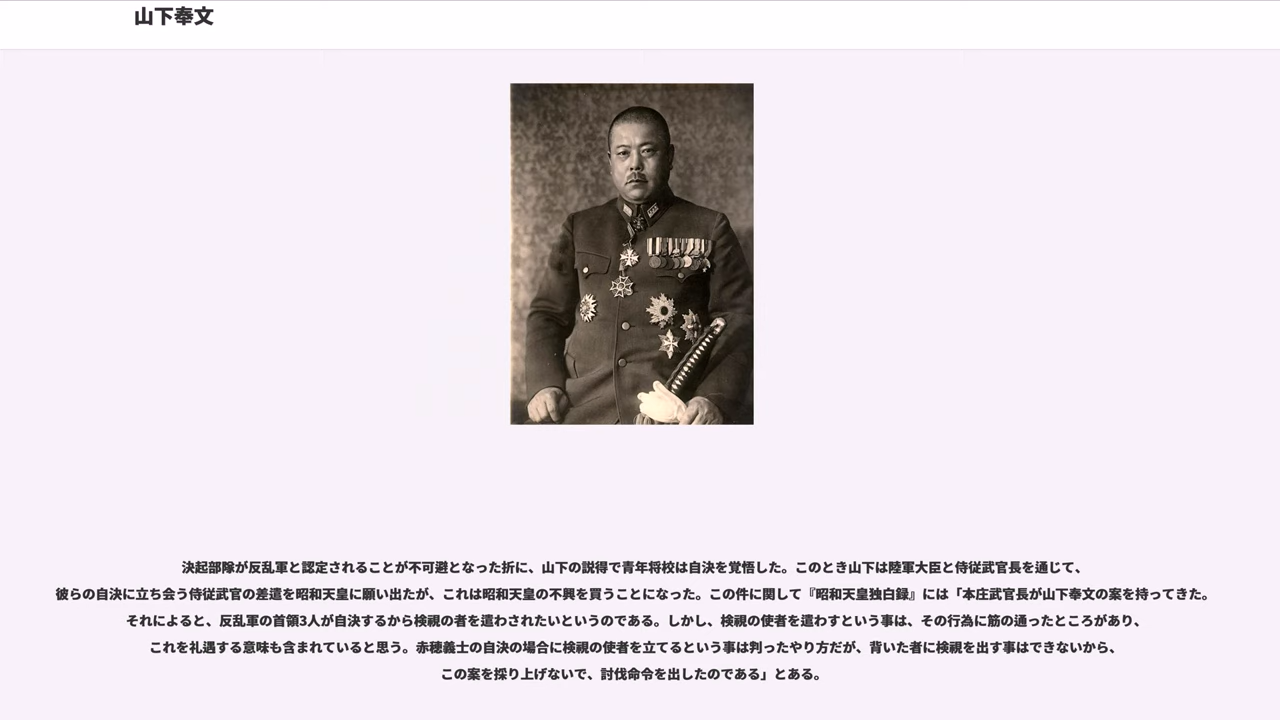 山下奉文
決起部隊が反乱軍と認定されることが不可避となった折に、山下の説得で青年将校は自決を覚悟した。このとき山下は陸軍大臣と侍従武官長を通じて、
彼らの自決に立ち会う侍従武官の差遣を昭和天皇に願い出たが、これは昭和天皇の不興を買うことになった。この件に関して『昭和天皇独白録』には「本庄武官長が山下奉文の案を持ってきた。
それによると、反乱軍の首領3人が自決するから検視の者を遣わされたいというのである。しかし、検視の使者を遣わすという事は、その行為に筋の通ったところがあり、
これを礼遇する意味も含まれていると思う。赤穂義士の自決の場合に検視の使者を立てるという事は判ったやり方だが、背いた者に検視を出す事はできないから、
この案を採り上げないで、討伐命令を出したのである」とある。